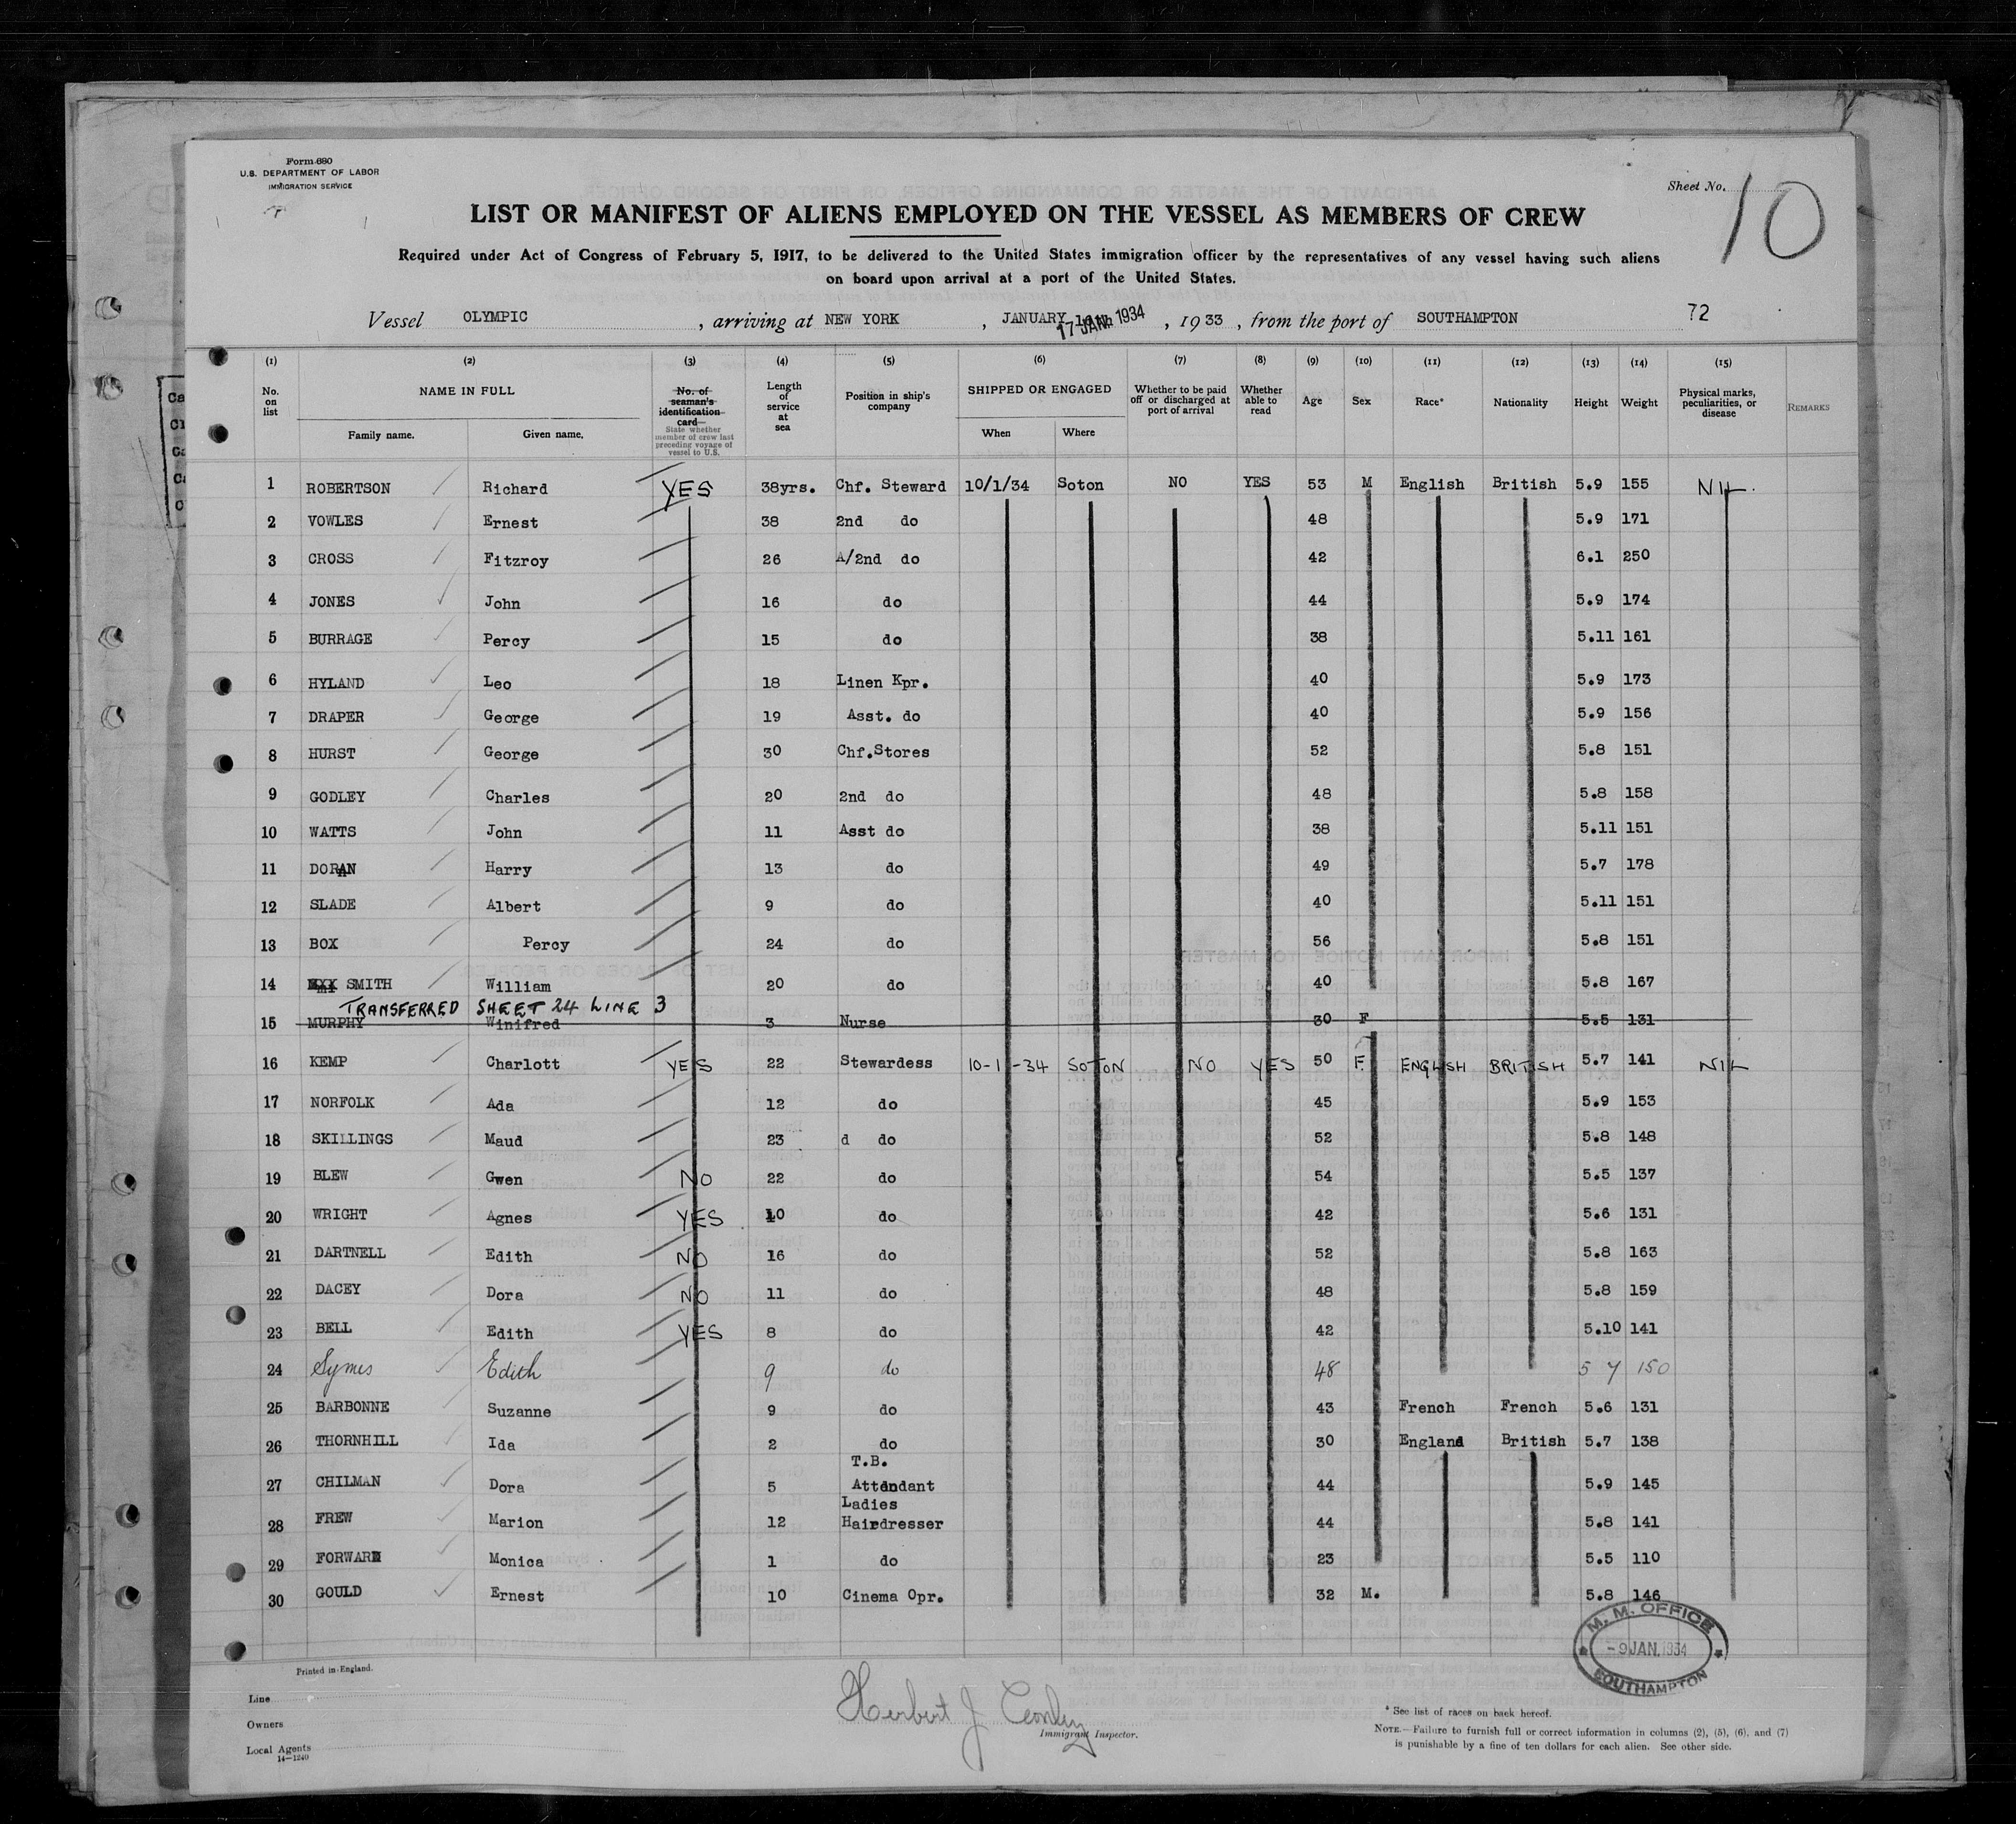 Form 680
U.S. DEPARTMENT OF LABOR
IMMIGRATION SERVICE
Sheet No. 10
LIST OR MANIFEST OF ALIENS EMPLOYED ON THE VESSEL AS MEMBERS OF CREW
Required under Act of Congress of February 5, 1917, to be delivered to the United States immigration officer by the representatives of any vessel having such aliens
on board upon arrival at a port of the United States.
Vessel OLYMPIC, arriving at NEW YORK, JANUARY 17 JAN. 1934, 1933, from the port of SOUTHAMPTON 72
(1) (2) (3) (4) (5) (6) (7) (8) (9) (10) (11) (12) (13) (14) (15)
No. on list NAME IN FULL Family name. Given name. No. of seaman's identification card State whether member of crew last preceding voyage of vessel to U.S. Length of service at sea Position in ship's company SHIPPED OR ENGAGED When Where Whether to be paid off or discharged at port of arrival Whether able to read Age Sex Race* Nationality Height Weight Physical marks, peculiarities, or disease REMARKS
1 ROBERTSON Richard YES 38yrs. Chf. Steward 10/1/34 Soton NO YES 53 M English British 5.9 155 NIL.
2 VOWLES Ernest 38 2nd do 48 5.9 171
3 CROSS Fitzroy 26 A/2nd do 42 6.1 250
4 JONES John 16 do 44 5.9 174
5 BURRAGE Percy 15 do 38 5.11 161
6 HYLAND Leo 18 Linen Kpr. 40 5.9 173
7 DRAPER George 19 Asst. do 40 5.9 156
8 HURST George 30 Chf.Stores 52 5.8 151
9 GODLEY Charles 20 2nd do 48 5.8 158
10 WATTS John 11 Asst do 38 5.11 151
11 DORAN Harry 13 do 49 5.7 178
12 SLADE Albert 9 do 40 5.11 151
13 BOX Percy 24 do 56 5.8 151
14 SMITH William 20 do 40 5.8 167
TRANSFERRED SHEET 24 LINE 3
15 MURPHY Winifred 3 Nurse 30 F 5.5 131
16 KEMP Charlott YES 22 Stewardess 10-1-34 SOTON NO YES 50 F. ENGLISH BRITISH 5.7 141 NIL
17 NORFOLK Ada 12 do 45 5.9 153
18 SKILLINGS Maud 23 d do 52 5.8 148
19 BLEW Gwen NO 22 do 54 5.5 137
20 WRIGHT Agnes YES 10 do 42 5.6 131
21 DARTNELL Edith NO 16 do 52 5.8 163
22 DACEY Dora NO 11 do 48 5.8 159
23 BELL Edith YES 8 do 42 5.10 141
24 Symes Edith 9 do 48 5 7 150
25 BARBONNE Suzanne 9 do 43 French French 5.6 131
26 THORNHILL Ida 2 do 30 England British 5.7 138
27 CHILMAN Dora 5 T.B. Attendant 44 5.9 145
28 FREW Marion 12 Ladies Hairdresser 44 5.8 141
29 FORWARD Monica 1 do 23 5.5 110
30 GOULD Ernest 10 Cinema Opr. 32 M. 5.8 146
M. M. OFFICE
-9 JAN. 1934
SOUTHAMPTON
Printed in England.
Line
Owners
Local Agents
14—1240
Herbert J
Immigrant Inspector.
* See list of races on back hereof.
NOTE.—Failure to furnish full or correct information in columns (2), (5), (6), and (7)
is punishable by a fine of ten dollars for each alien. See other side.